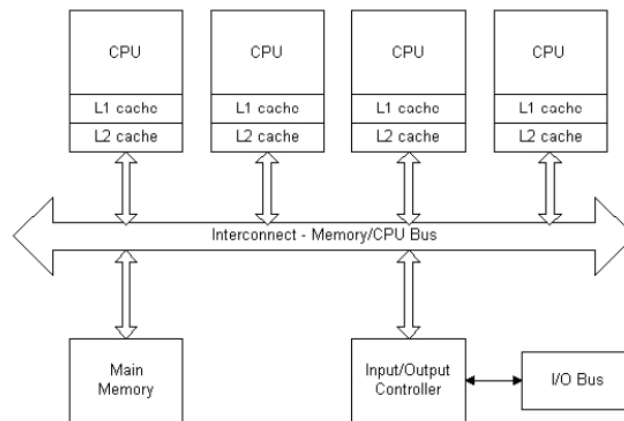 CPU
CPU
CPU
CPU
L1 cache
L1 cache
L1 cache
L1 cache
L2 cache
L2 cache
L2 cache
L2 cache
Interconnect - Memory/CPU Bus
Main
Memory
Input/Output
Controller
I/O Bus